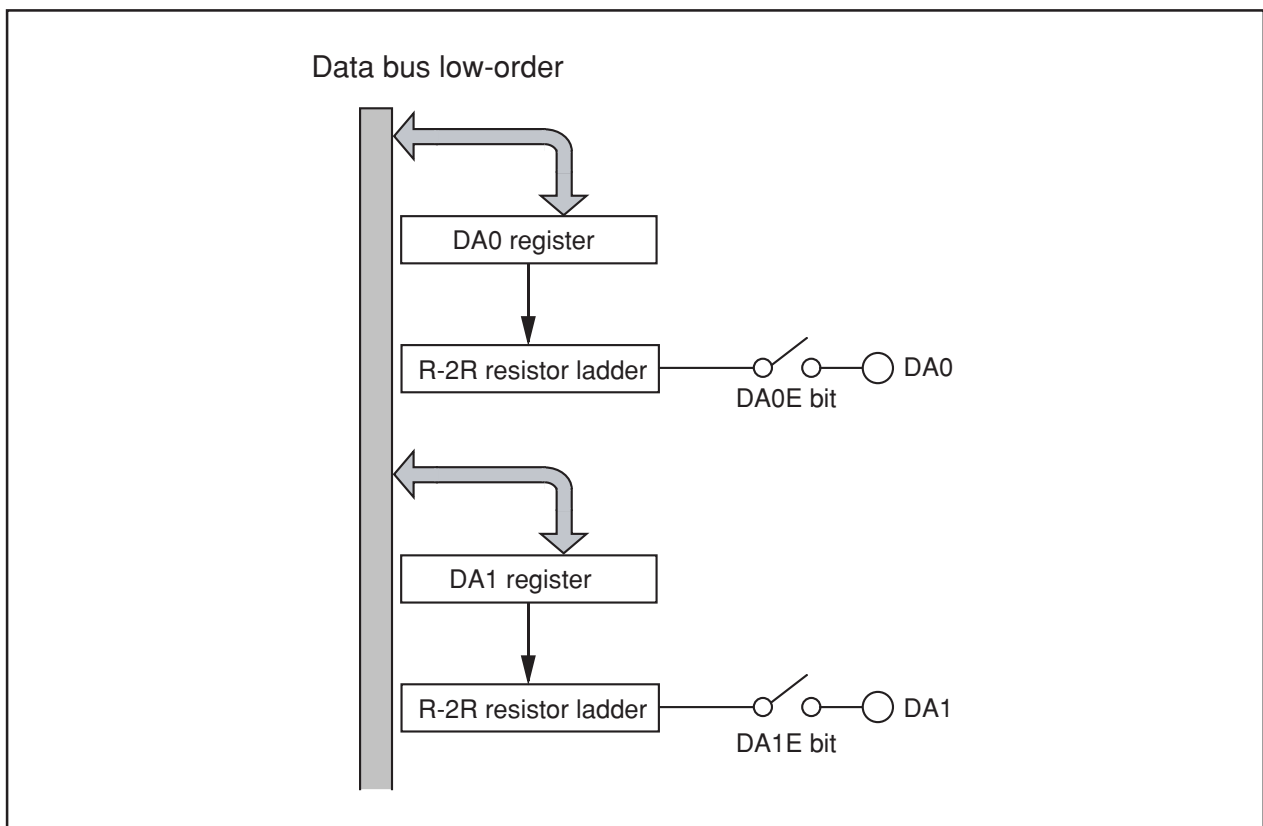 Data bus low-order
DA0 register
R-2R resistor ladder
DA0
DA0E bit
DA1 register
R-2R resistor ladder
DA1
DA1E bit